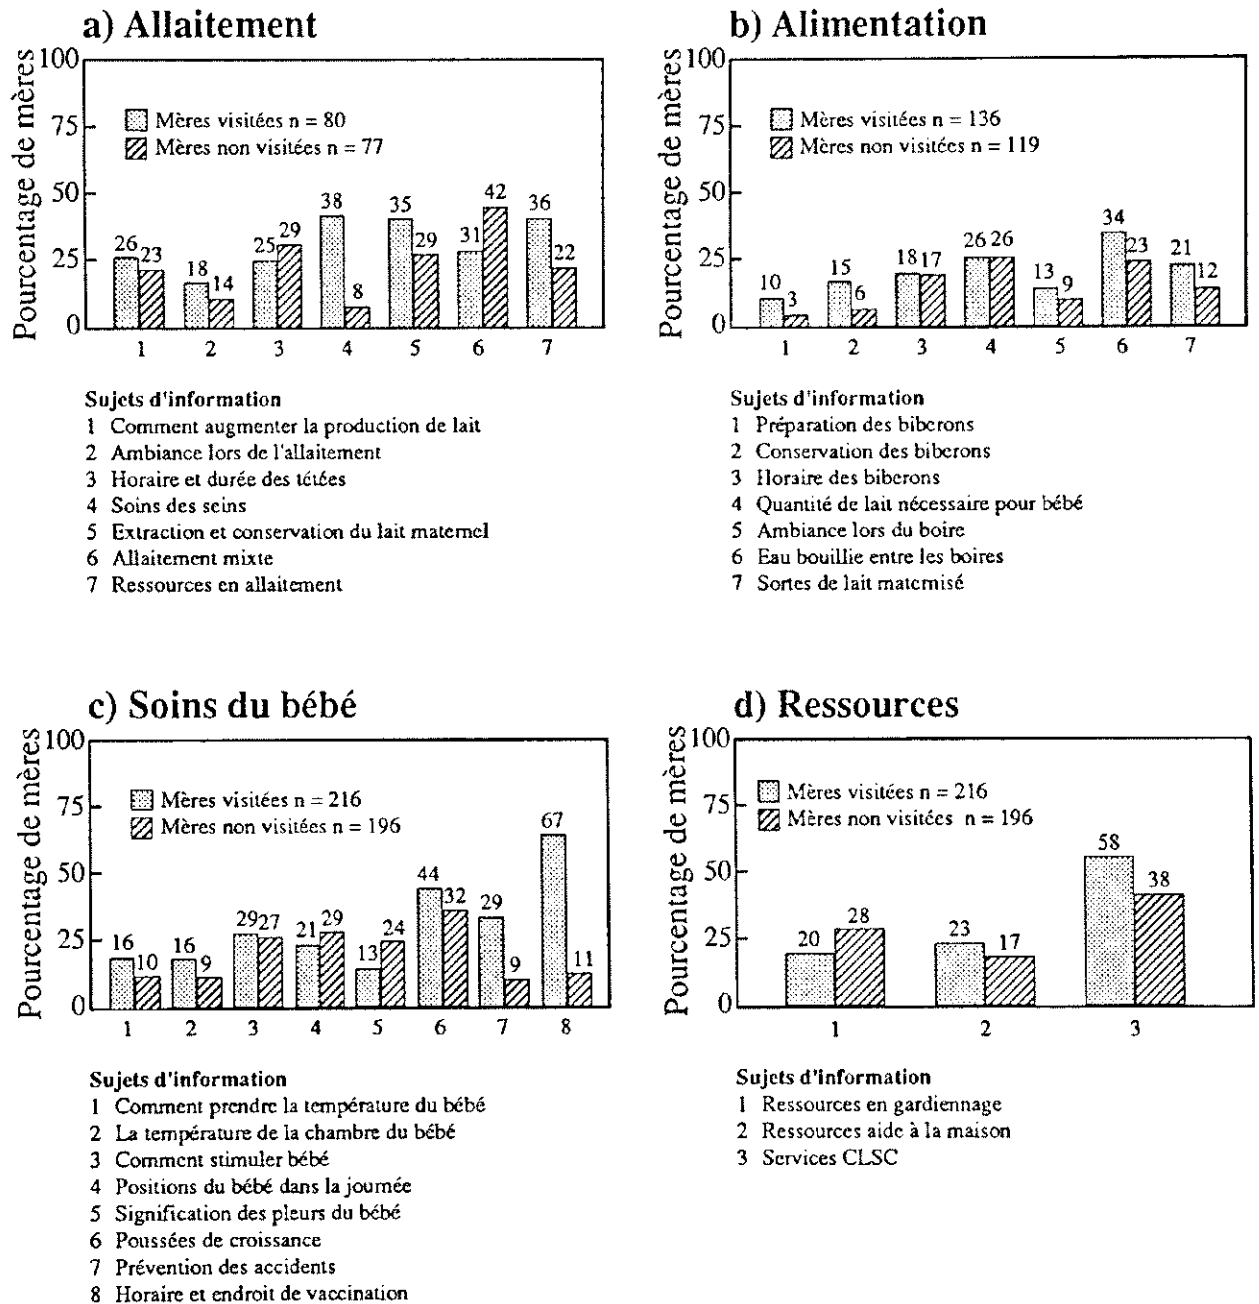 a) Allaitement
Pourcentage de mères
100
75
50
25
0
Mères visitées n = 80
Mères non visitées n = 77
26 23 18 14 25 29 38 8 35 29 31 42 36 22
1 2 3 4 5 6 7
Sujets d'information
1 Comment augmenter la production de lait
2 Ambiance lors de l'allaitement
3 Horaire et durée des tétées
4 Soins des seins
5 Extraction et conservation du lait maternel
6 Allaitement mixte
7 Ressources en allaitement
b) Alimentation
Pourcentage de mères
100
75
50
25
0
Mères visitées n = 136
Mères non visitées n = 119
10 3 15 6 18 17 26 26 13 9 34 23 21 12
1 2 3 4 5 6 7
Sujets d'information
1 Préparation des biberons
2 Conservation des biberons
3 Horaire des biberons
4 Quantité de lait nécessaire pour bébé
5 Ambiance lors du boire
6 Eau bouillie entre les boires
7 Sortes de lait maternisé
c) Soins du bébé
Pourcentage de mères
100
75
50
25
0
Mères visitées n = 216
Mères non visitées n = 196
16 10 16 9 29 27 21 29 13 24 44 32 29 9 67 11
1 2 3 4 5 6 7 8
Sujets d'information
1 Comment prendre la température du bébé
2 La température de la chambre du bébé
3 Comment stimuler bébé
4 Positions du bébé dans la journée
5 Signification des pleurs du bébé
6 Poussées de croissance
7 Prévention des accidents
8 Horaire et endroit de vaccination
d) Ressources
Pourcentage de mères
100
75
50
25
0
Mères visitées n = 216
Mères non visitées n = 196
20 28 23 17 58 38
1 2 3
Sujets d'information
1 Ressources en gardiennage
2 Ressources aide à la maison
3 Services CLSC